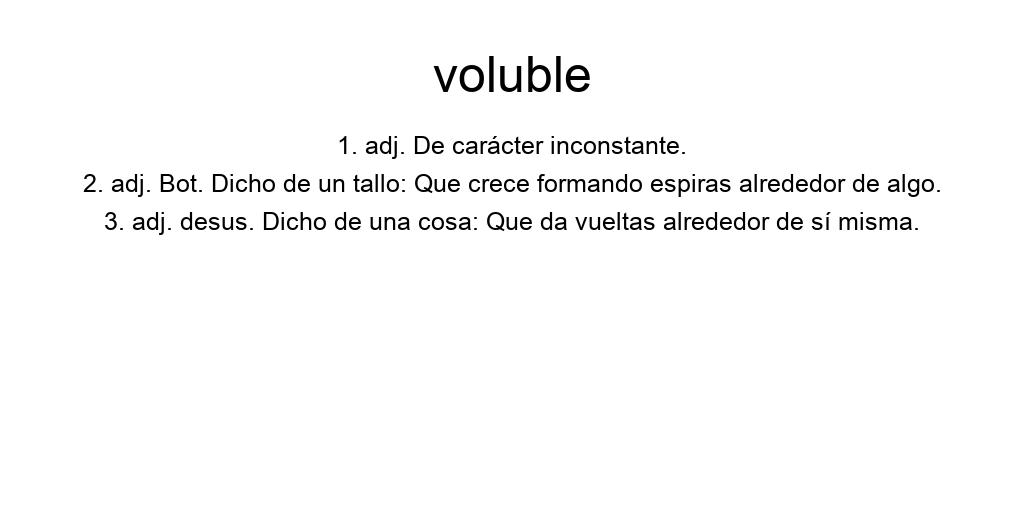 voluble
1. adj. De carácter inconstante.
2. adj. Bot. Dicho de un tallo: Que crece formando espiras alrededor de algo.
3. adj. desus. Dicho de una cosa: Que da vueltas alrededor de sí misma.